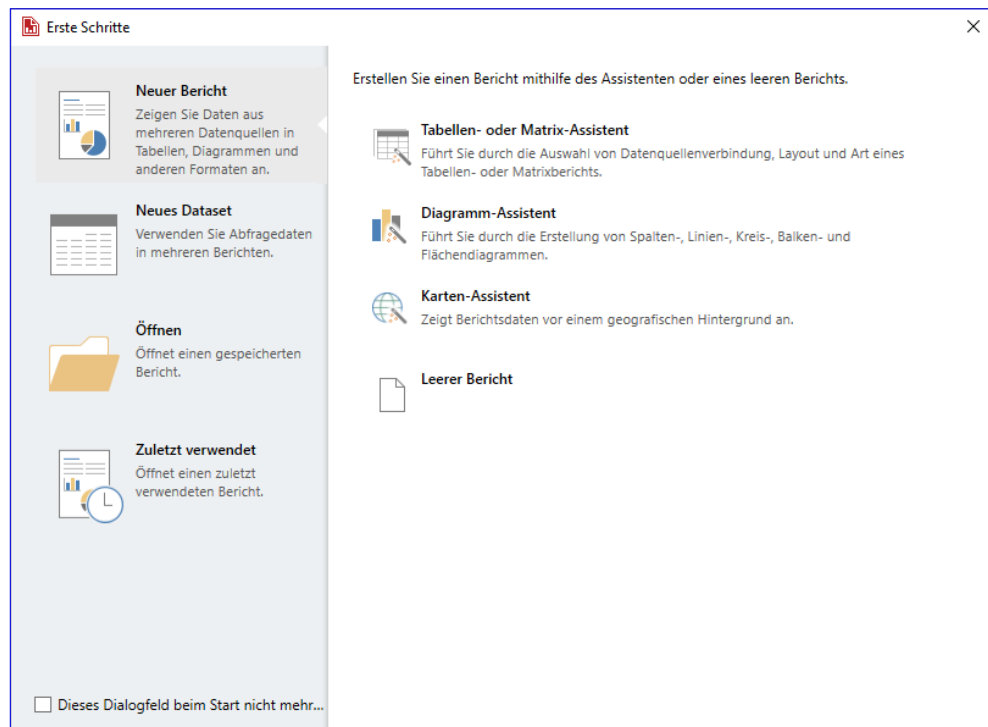 Erste Schritte
Neuer Bericht
Zeigen Sie Daten aus
mehreren Datenquellen in
Tabellen, Diagrammen und
anderen Formaten an.
Neues Dataset
Verwenden Sie Abfragedaten
in mehreren Berichten.
Öffnen
Öffnet einen gespeicherten
Bericht.
Zuletzt verwendet
Öffnet einen zuletzt
verwendeten Bericht.
Dieses Dialogfeld beim Start nicht mehr...
Erstellen Sie einen Bericht mithilfe des Assistenten oder eines leeren Berichts.
Tabellen- oder Matrix-Assistent
Führt Sie durch die Auswahl von Datenquellenverbindung, Layout und Art eines
Tabellen- oder Matrixberichts.
Diagramm-Assistent
Führt Sie durch die Erstellung von Spalten-, Linien-, Kreis-, Balken- und
Flächendiagrammen.
Karten-Assistent
Zeigt Berichtsdaten vor einem geografischen Hintergrund an.
Leerer Bericht